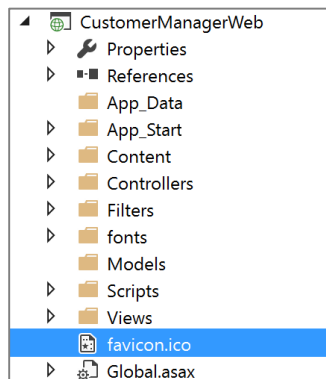 CustomerManagerWeb
Properties
References
App_Data
App_Start
Content
Controllers
Filters
fonts
Models
Scripts
Views
favicon.ico
Global.asax